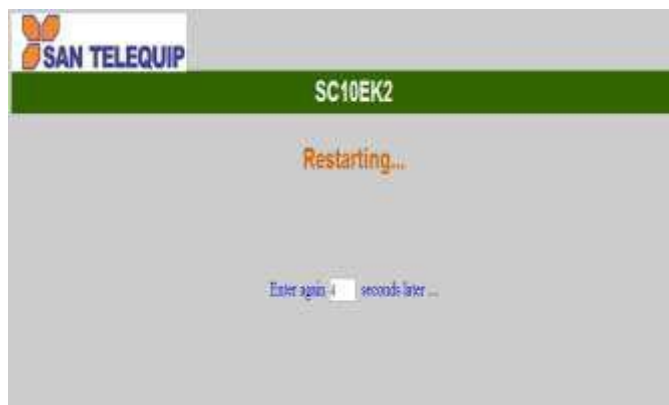 SAN TELEQUIP
SC10EK2
Restarting...
Enter again 4 seconds later ...